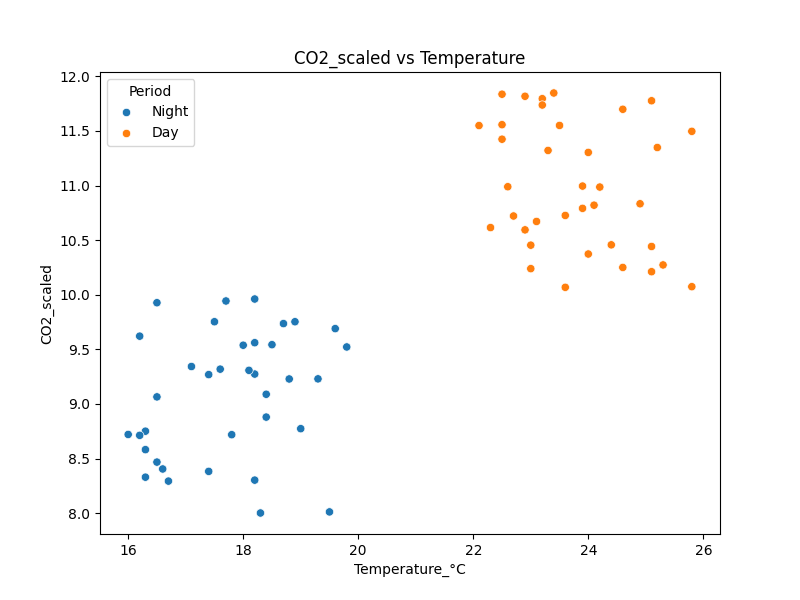 CO2_scaled vs Temperature
Period
Night
Day
12.0
11.5
11.0
10.5
10.0
9.5
9.0
8.5
8.0
CO2_scaled
16
18
20
22
24
26
Temperature_°C